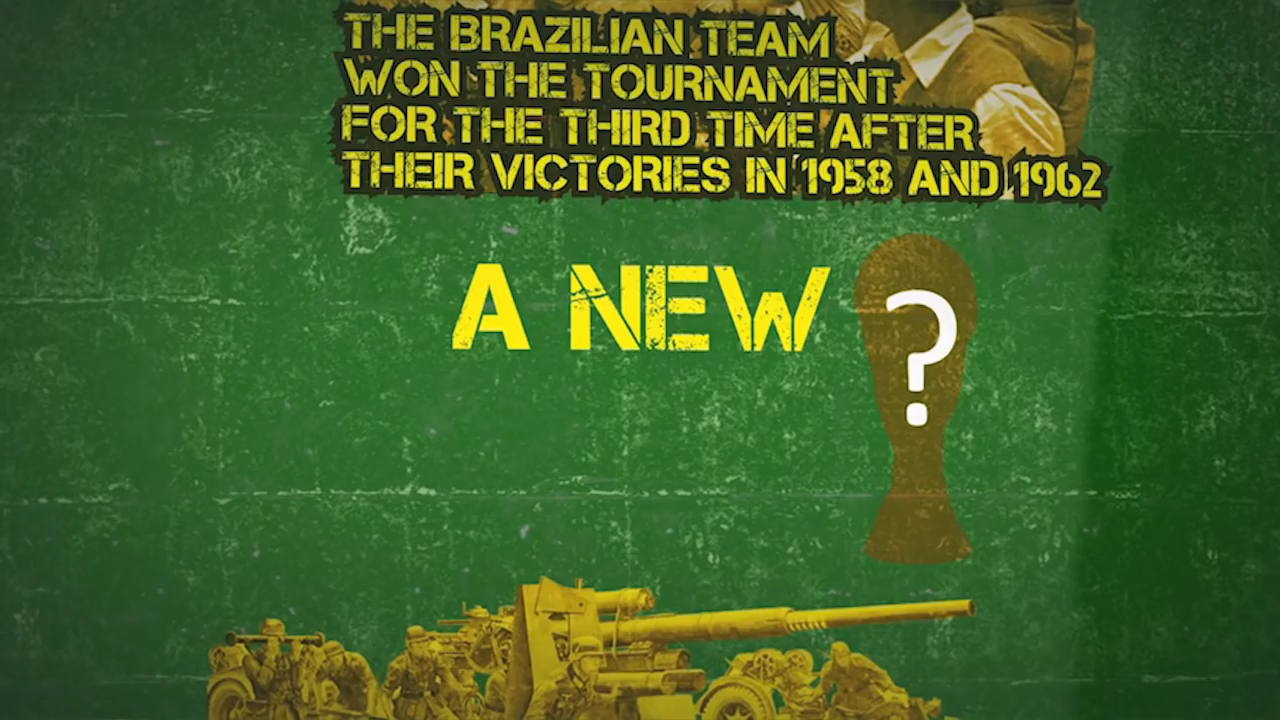 THE BRAZILIAN TEAM
WON THE TOURNAMENT
FOR THE THIRD TIME AFTER
THEIR VICTORIES IN 1958 AND 1962
A NEW ?